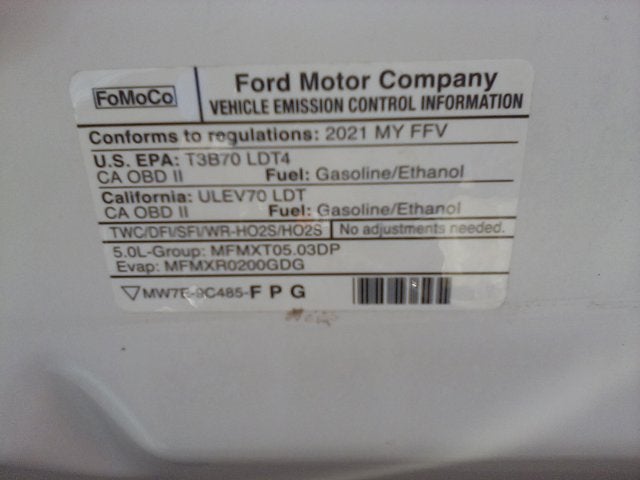 FoMoCo
Ford Motor Company
VEHICLE EMISSION CONTROL INFORMATION
Conforms to regulations: 2021 MY FFV
U.S. EPA: T3B70 LDT4
CA OBD II Fuel: Gasoline/Ethanol
California: ULEV70 LDT
CA OBD II Fuel: Gasoline/Ethanol
TWC/DFI/SFI/WR-HO2S/HO2S No adjustments needed.
5.0L-Group: MFMXT05.03DP
Evap: MFMXR0200GDG
MW7E-9C485-F P G